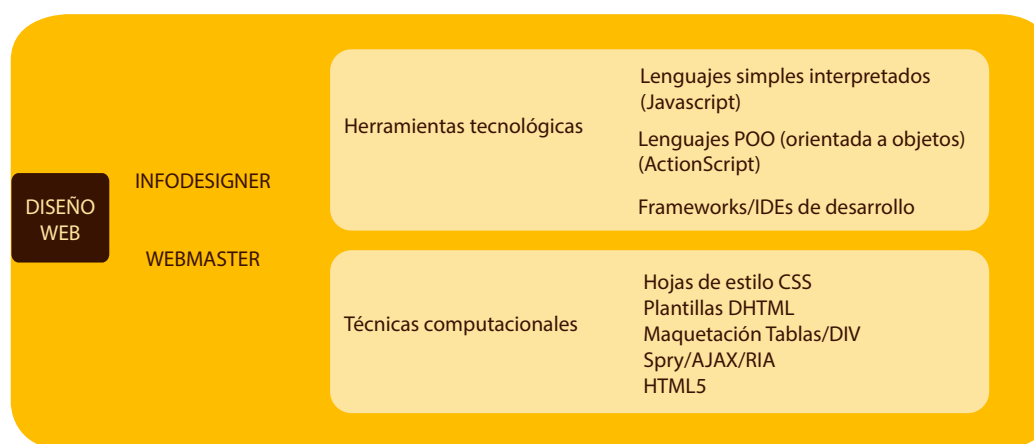 DISEÑO
WEB
INFODESIGNER
WEBMASTER
Herramientas tecnológicas
Lenguajes simples interpretados
(Javascript)
Lenguajes POO (orientada a objetos)
(ActionScript)
Frameworks/IDEs de desarrollo
Técnicas computacionales
Hojas de estilo CSS
Plantillas DHTML
Maquetación Tablas/DIV
Spry/AJAX/RIA
HTML5